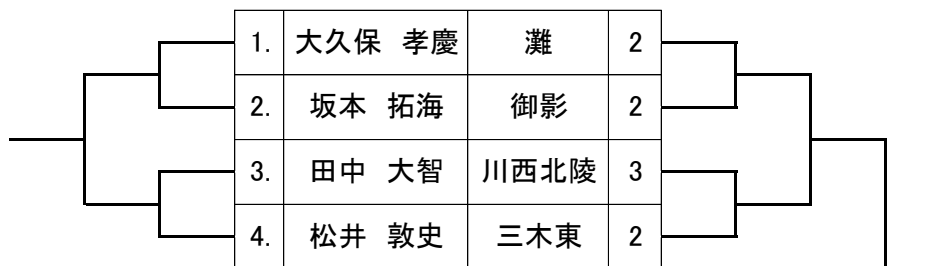 1. 大久保 孝慶 灘 2
2. 坂本 拓海 御影 2
3. 田中 大智 川西北陵 3
4. 松井 敦史 三木東 2